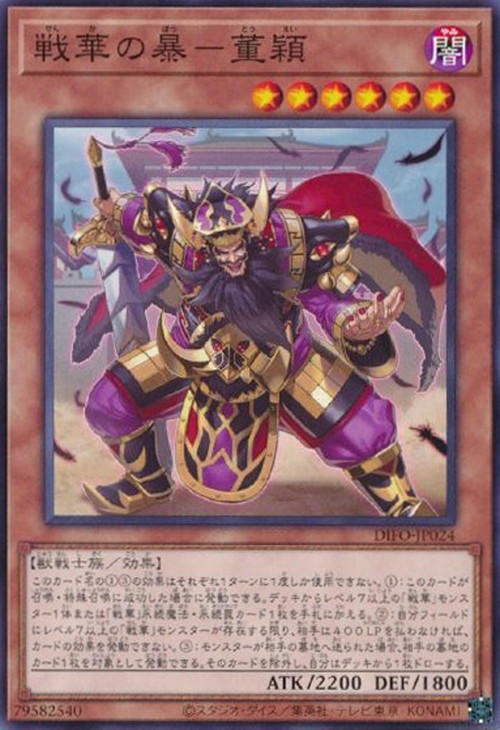 戦華の暴－董穎
闇
DIFO-JP024
【獣戦士族／効果】
このカード名の①③の効果はそれぞれ１ターンに１度しか使用できない。①：このカードが
召喚・特殊召喚に成功した場合に発動できる。デッキからレベル７以上の「戦華」モンス
ター１体または「戦華」永続魔法・永続罠カード１枚を手札に加える。②：自分フィールド
にレベル７以上の「戦華」モンスターが存在する限り、相手は４００ＬＰを払わなければ、
カードの効果を発動できない。③：モンスターが相手の墓地へ送られた場合、相手の墓地の
カード１枚を対象として発動できる。そのカードを除外し、自分はデッキから１枚ドローする。
ATK/2200 DEF/1800
79582540 ©スタジオ・ダイス／集英社・テレビ東京・KONAMI